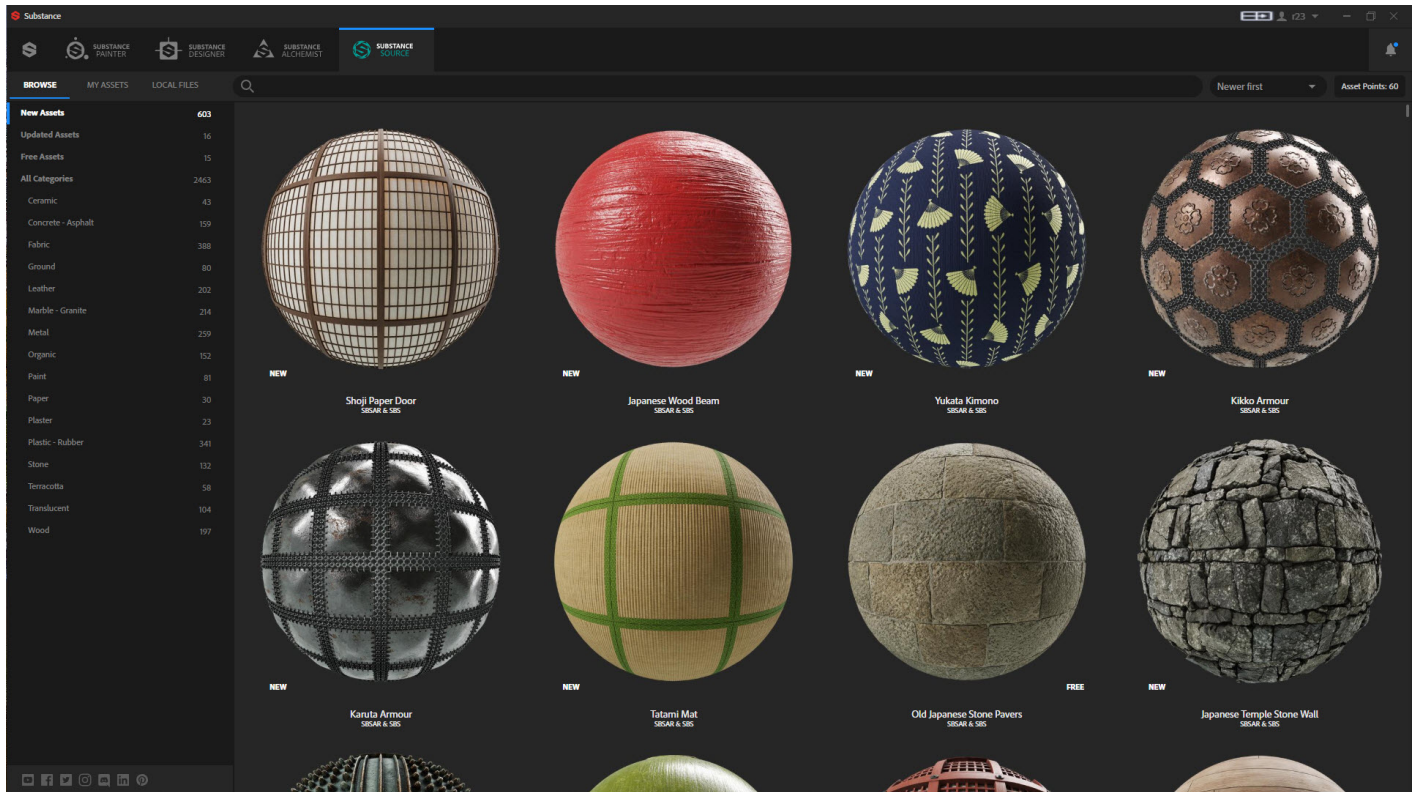 Substance
r23
SUBSTANCE
PAINTER
SUBSTANCE
DESIGNER
SUBSTANCE
ALCHEMIST
SUBSTANCE
SOURCE
BROWSE
MY ASSETS
LOCAL FILES
Newer first
Asset Points: 60
New Assets 603
Updated Assets 16
Free Assets 15
All Categories 2463
Ceramic 43
Concrete - Asphalt 159
Fabric 388
Ground 80
Leather 202
Marble - Granite 214
Metal 259
Organic 152
Paint 81
Paper 30
Plaster 23
Plastic - Rubber 341
Stone 132
Terracotta 58
Translucent 104
Wood 197
NEW
NEW
NEW
NEW
Shoji Paper Door
SBSAR & SBS
Japanese Wood Beam
SBSAR & SBS
Yukata Kimono
SBSAR & SBS
Kikko Armour
SBSAR & SBS
NEW
NEW
FREE
NEW
Karuta Armour
SBSAR & SBS
Tatami Mat
SBSAR & SBS
Old Japanese Stone Pavers
SBSAR & SBS
Japanese Temple Stone Wall
SBSAR & SBS